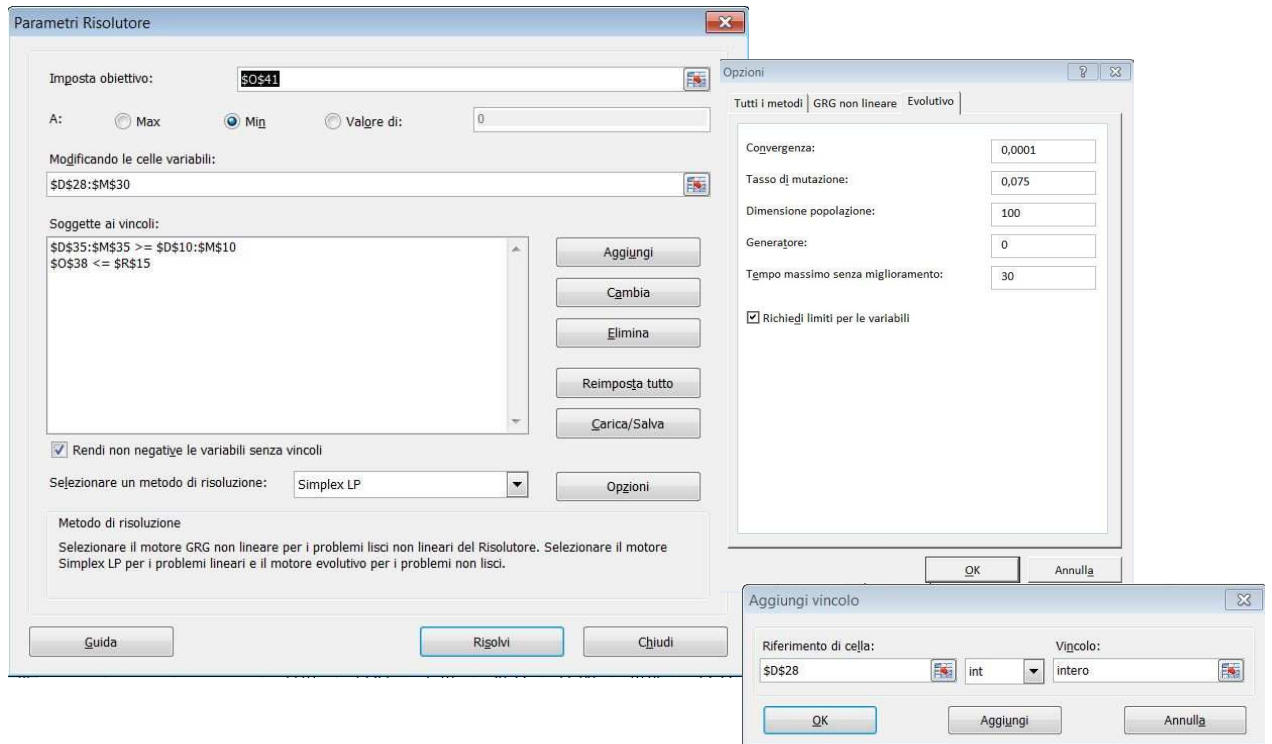 Parametri Risolutore
Imposta obiettivo:
$O$41
A:
Max
Min
Valore di:
0
Modificando le celle variabili:
$D$28:$M$30
Soggette ai vincoli:
$D$35:$M$35 >= $D$10:$M$10
$O$38 <= $R$15
Aggiungi
Cambia
Elimina
Reimposta tutto
Carica/Salva
Rendi non negative le variabili senza vincoli
Selezionare un metodo di risoluzione:
Simplex LP
Opzioni
Metodo di risoluzione
Selezionare il motore GRG non lineare per i problemi lisci non lineari del Risolutore. Selezionare il motore
Simplex LP per i problemi lineari e il motore evolutivo per i problemi non lisci.
Guida
Risolvi
Chiudi
Opzioni
Tutti i metodi
GRG non lineare
Evolutivo
Convergenza:
0,0001
Tasso di mutazione:
0,075
Dimensione popolazione:
100
Generatore:
0
Tempo massimo senza miglioramento:
30
Richiedi limiti per le variabili
OK
Annulla
Aggiungi vincolo
Riferimento di cella:
Vincolo:
$D$28
int
intero
OK
Aggiungi
Annulla